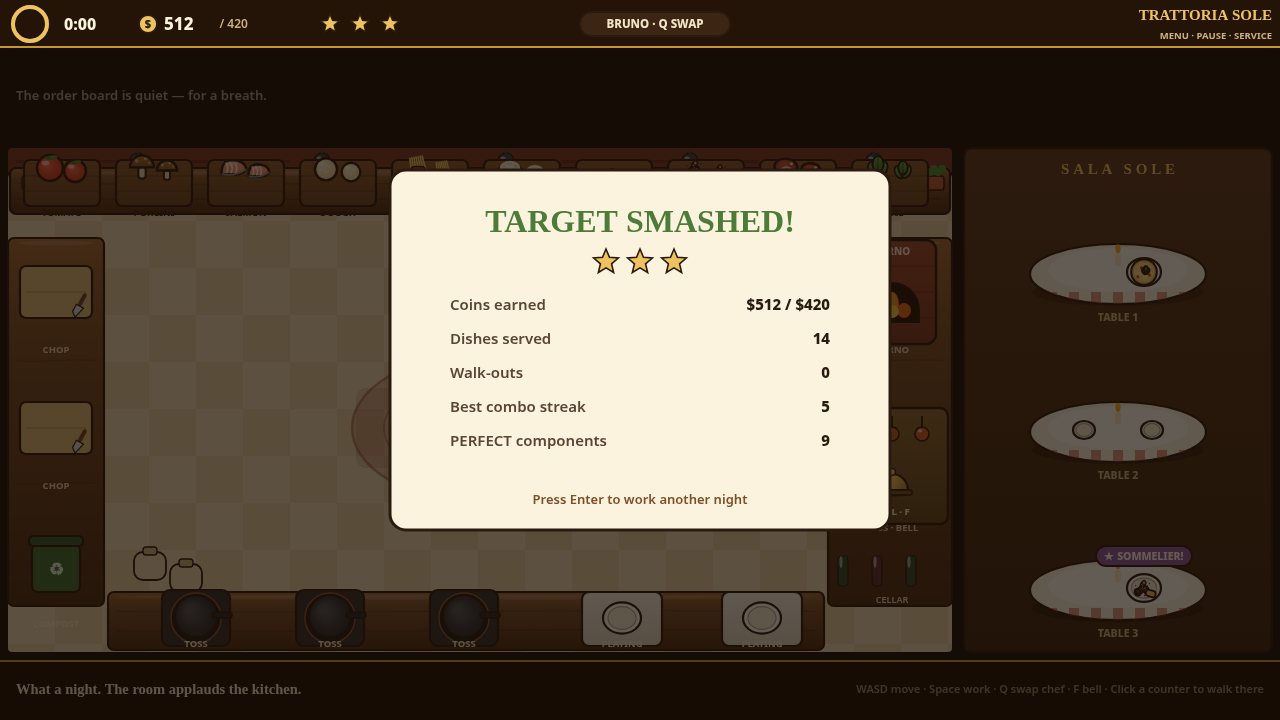 0:00
$ 512 / 420
BRUNO · Q SWAP
TRATTORIA SOLE
MENU · PAUSE · SERVICE
The order board is quiet — for a breath.
SALA SOLE
TARGET SMASHED!
Coins earned $512 / $420
Dishes served 14
Walk-outs 0
Best combo streak 5
PERFECT components 9
Press Enter to work another night
CHOP
CHOP
COMPOST
TOSS
TOSS
TOSS
PLATING
PLATING
CELLAR
TABLE 1
TABLE 2
★ SOMMELIER!
TABLE 3
What a night. The room applauds the kitchen.
WASD move · Space work · Q swap chef · F bell · Click a counter to walk there